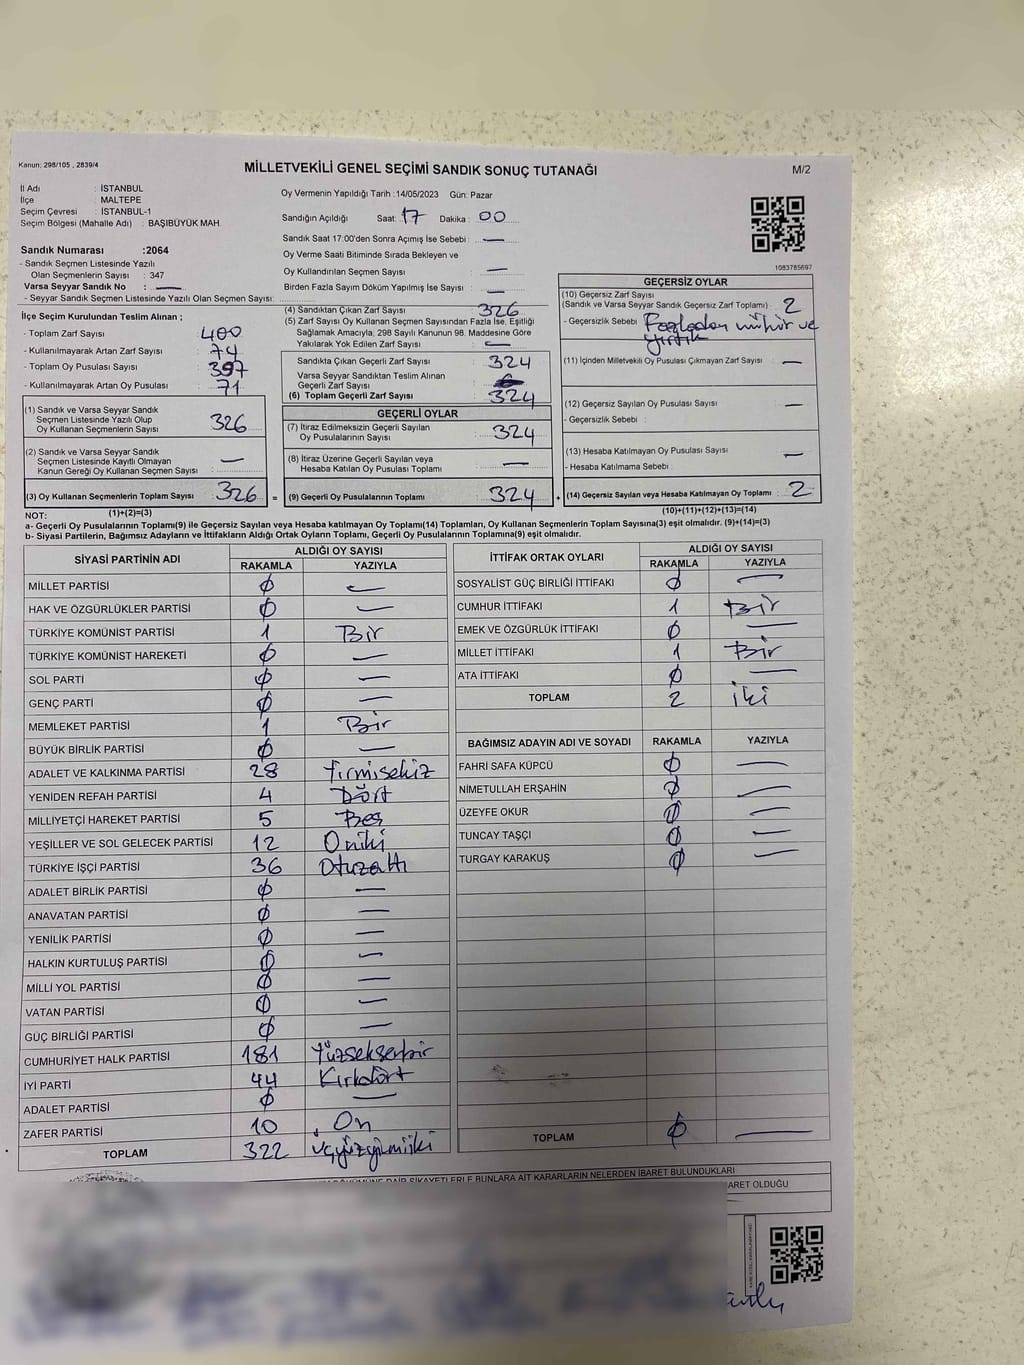 Kanun: 298/105 , 2839/4
MİLLETVEKİLİ GENEL SEÇİMİ SANDIK SONUÇ TUTANAĞI
M/2
İl Adı : İSTANBUL
İlçe : MALTEPE
Seçim Çevresi : İSTANBUL-1
Seçim Bölgesi (Mahalle Adı) : BAŞIBÜYÜK MAH.
Sandık Numarası :2064
- Sandık Seçmen Listesinde Yazılı
Olan Seçmenlerin Sayısı : 347
Varsa Seyyar Sandık No : —
- Seyyar Sandık Seçmen Listesinde Yazılı Olan Seçmen Sayısı:
Oy Vermenin Yapıldığı Tarih :14/05/2023 Gün: Pazar
Sandığın Açıldığı Saat: 17 Dakika : 00
Sandık Saat 17:00'den Sonra Açımış İse Sebebi : —
Oy Verme Saati Bitiminde Sırada Bekleyen ve
Oy Kullandırılan Seçmen Sayısı : —
Birden Fazla Sayım Döküm Yapılmış İse Sayısı : —
1083785697
İlçe Seçim Kurulundan Teslim Alınan ;
- Toplam Zarf Sayısı : 400
- Kullanılmayarak Artan Zarf Sayısı : 74
- Toplam Oy Pusulası Sayısı : 397
- Kullanılmayarak Artan Oy Pusulası : 71
(1) Sandık ve Varsa Seyyar Sandık
Seçmen Listesinde Yazılı Olup
Oy Kullanan Seçmenlerin Sayısı : 326
(2) Sandık ve Varsa Seyyar Sandık
Seçmen Listesinde Kayıtlı Olmayan
Kanun Gereği Oy Kullanan Seçmen Sayısı : —
(3) Oy Kullanan Seçmenlerin Toplam Sayısı : 326 =
(1)+(2)=(3)
(4) Sandıktan Çıkan Zarf Sayısı : 326
(5) Zarf Sayısı Oy Kullanan Seçmen Sayısından Fazla İse, Eşitliği
Sağlamak Amacıyla, 298 Sayılı Kanunun 98. Maddesine Göre
Yakılarak Yok Edilen Zarf Sayısı : —
Sandıkta Çıkan Geçerli Zarf Sayısı : 324
Varsa Seyyar Sandıktan Teslim Alınan
Geçerli Zarf Sayısı :
(6) Toplam Geçerli Zarf Sayısı : 324
GEÇERLİ OYLAR
(7) İtiraz Edilmeksizin Geçerli Sayılan
Oy Pusulalarının Sayısı : 324
(8) İtiraz Üzerine Geçerli Sayılan veya
Hesaba Katılan Oy Pusulası Toplamı : —
(9) Geçerli Oy Pusulalarının Toplamı : 324 +
GEÇERSİZ OYLAR
(10) Geçersiz Zarf Sayısı
(Sandık ve Varsa Seyyar Sandık Geçersiz Zarf Toplamı) : 2
- Geçersizlik Sebebi : Fazladan mühür ve
yırtık
(11) İçinden Milletvekili Oy Pusulası Çıkmayan Zarf Sayısı : —
(12) Geçersiz Sayılan Oy Pusulası Sayısı : —
- Geçersizlik Sebebi :
(13) Hesaba Katılmayan Oy Pusulası Sayısı : —
- Hesaba Katılmama Sebebi :
(14) Geçersiz Sayılan veya Hesaba Katılmayan Oy Toplamı : 2
(10)+(11)+(12)+(13)=(14)
NOT:
a- Geçerli Oy Pusulalarının Toplamı(9) ile Geçersiz Sayılan veya Hesaba katılmayan Oy Toplamı(14) Toplamları, Oy Kullanan Seçmenlerin Toplam Sayısına(3) eşit olmalıdır. (9)+(14)=(3)
b- Siyasi Partilerin, Bağımsız Adayların ve İttifakların Aldığı Ortak Oyların Toplamı, Geçerli Oy Pusulalarının Toplamına(9) eşit olmalıdır.
SİYASİ PARTİNİN ADI ALDIĞI OY SAYISI
RAKAMLA YAZIYLA
MİLLET PARTİSİ 0 —
HAK VE ÖZGÜRLÜKLER PARTİSİ 0 —
TÜRKİYE KOMÜNİST PARTİSİ 1 Bir
TÜRKİYE KOMÜNİST HAREKETİ 0 —
SOL PARTİ 0 —
GENÇ PARTİ 0 —
MEMLEKET PARTİSİ 1 Bir
BÜYÜK BİRLİK PARTİSİ 0 —
ADALET VE KALKINMA PARTİSİ 28 Yirmisekiz
YENİDEN REFAH PARTİSİ 4 Dört
MİLLİYETÇİ HAREKET PARTİSİ 5 Beş
YEŞİLLER VE SOL GELECEK PARTİSİ 12 Oniki
TÜRKİYE İŞÇİ PARTİSİ 36 Otuzaltı
ADALET BİRLİK PARTİSİ 0 —
ANAVATAN PARTİSİ 0 —
YENİLİK PARTİSİ 0 —
HALKIN KURTULUŞ PARTİSİ 0 —
MİLLİ YOL PARTİSİ 0 —
VATAN PARTİSİ 0 —
GÜÇ BİRLİĞİ PARTİSİ 0 —
CUMHURİYET HALK PARTİSİ 181 Yüzseksenbir
İYİ PARTİ 44 Kırkdört
ADALET PARTİSİ 0 —
ZAFER PARTİSİ 10 On
TOPLAM 322 üçyüzyirmiiki
İTTİFAK ORTAK OYLARI ALDIĞI OY SAYISI
RAKAMLA YAZIYLA
SOSYALİST GÜÇ BİRLİĞİ İTTİFAKI 0 —
CUMHUR İTTİFAKI 1 Bir
EMEK VE ÖZGÜRLÜK İTTİFAKI 0 —
MİLLET İTTİFAKI 1 Bir
ATA İTTİFAKI 0 —
TOPLAM 2 iki
BAĞIMSIZ ADAYIN ADI VE SOYADI RAKAMLA YAZIYLA
FAHRİ SAFA KÜPCÜ 0 —
NİMETULLAH ERŞAHİN 0 —
ÜZEYFE OKUR 0 —
TUNCAY TAŞÇI 0 —
TURGAY KARAKUŞ 0 —
TOPLAM 0 —
DAİR ŞİKAYETLERLE BUNLARA AİT KARARLARIN NELERDEN İBARET BULUNDUKLARI
OLDUĞU